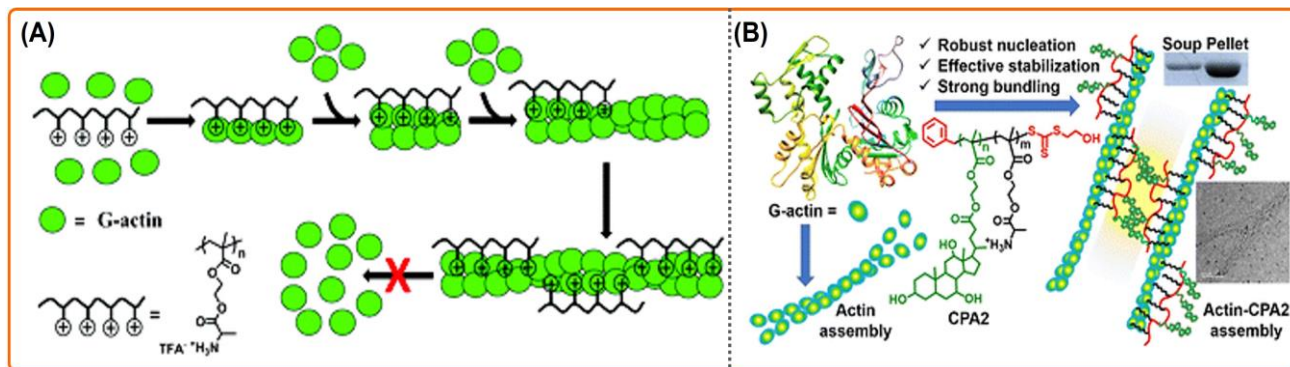 (A)
= G-actin
n
O
O
O
O
O
TFA⁻ ⁺H₃N
=
X
(B)
✓ Robust nucleation
✓ Effective stabilization
✓ Strong bundling
Soup Pellet
G-actin =
Actin
assembly
n
m
S
S
S
OH
O
O
O
O
O
O
O
O
⁺H₃N
OH
HO
OH
CPA2
Actin-CPA2
assembly